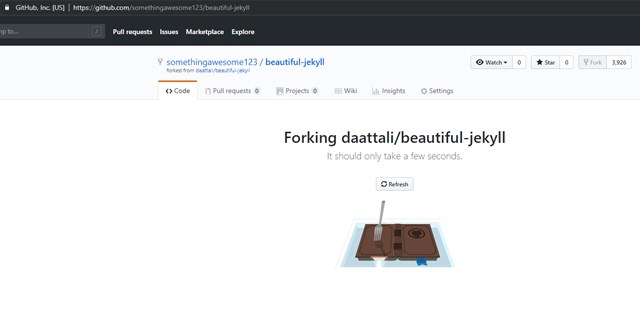 GitHub, Inc. [US] | https://github.com/somethingawesome123/beautiful-jekyll
mp to... /
Pull requests Issues Marketplace Explore
somethingawesome123 / beautiful-jekyll
forked from daattali/beautiful-jekyll
Watch 0 Star 0 Fork 3,926
Code Pull requests 0 Projects 0 Wiki Insights Settings
Forking daattali/beautiful-jekyll
It should only take a few seconds.
Refresh